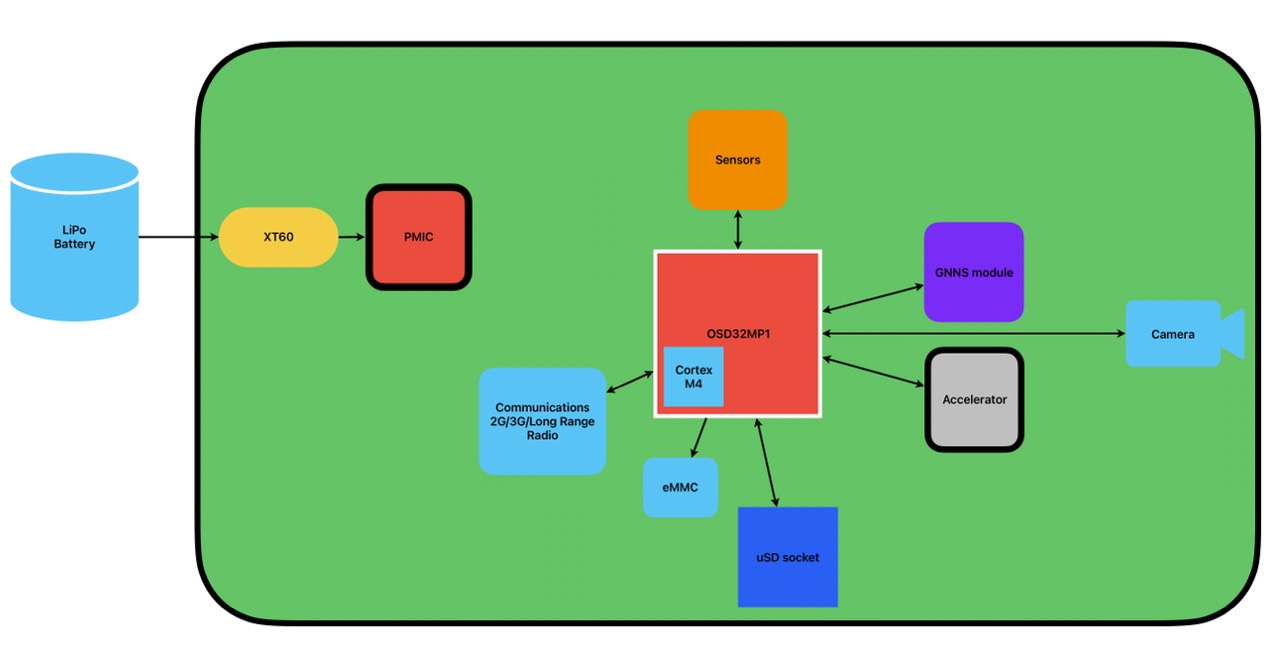 Sensors
LiPo
Battery
XT60
PMIC
GNNS module
OSD32MP1
Camera
Cortex
M4
Accelerator
Communications
2G/3G/Long Range
Radio
eMMC
uSD socket